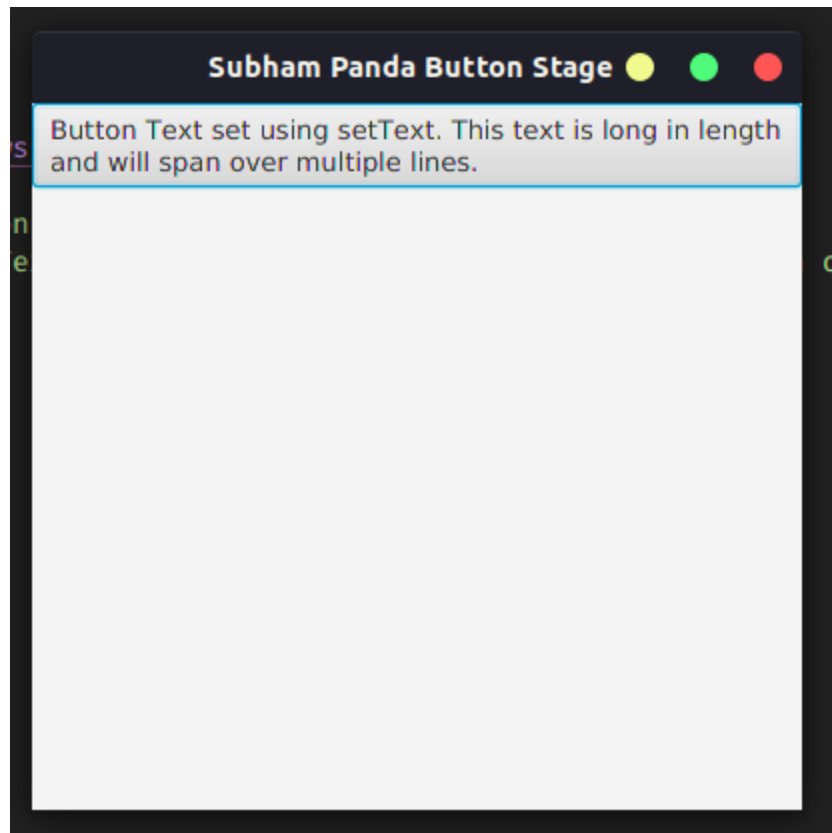 Subham Panda Button Stage
Button Text set using setText. This text is long in length
and will span over multiple lines.
s
n
e